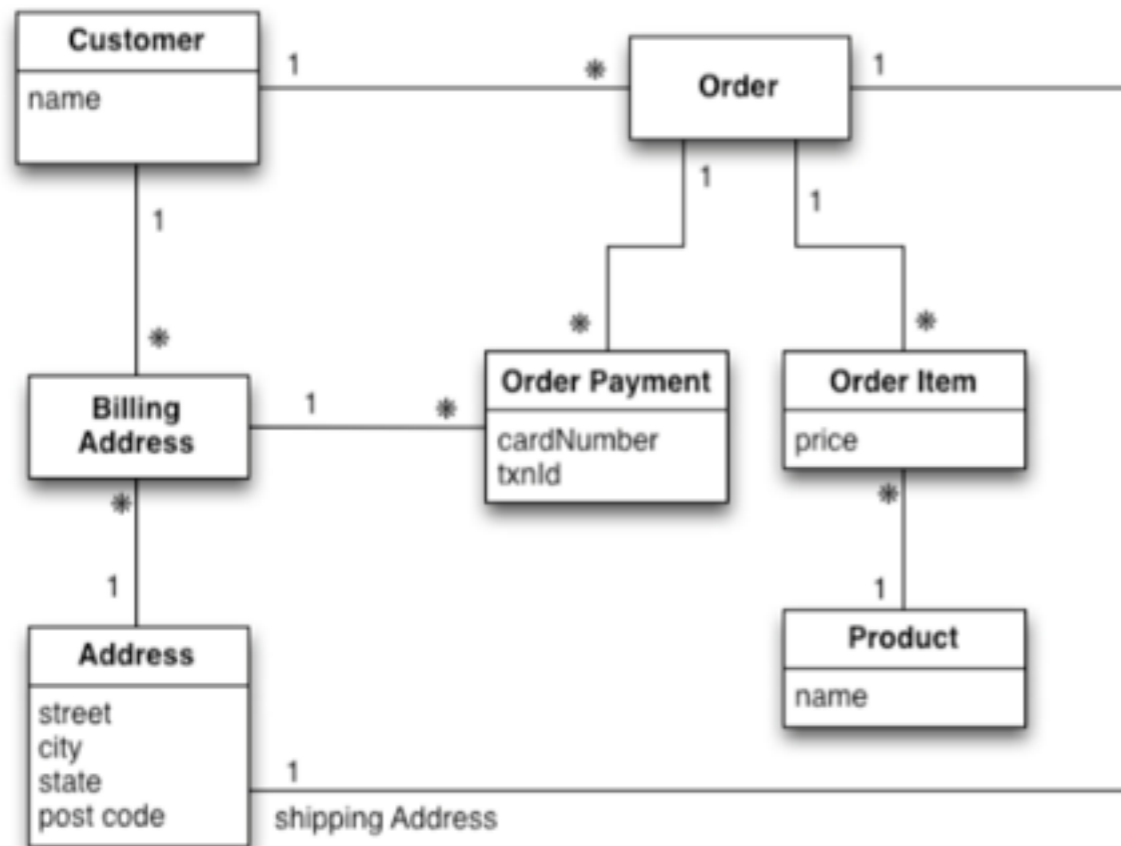 Customer
name
1
*
Order
1
1
1
1
*
*
*
Billing
Address
1
*
Order Payment
cardNumber
txnId
Order Item
price
*
1
*
1
Address
street
city
state
post code
Product
name
1
shipping Address